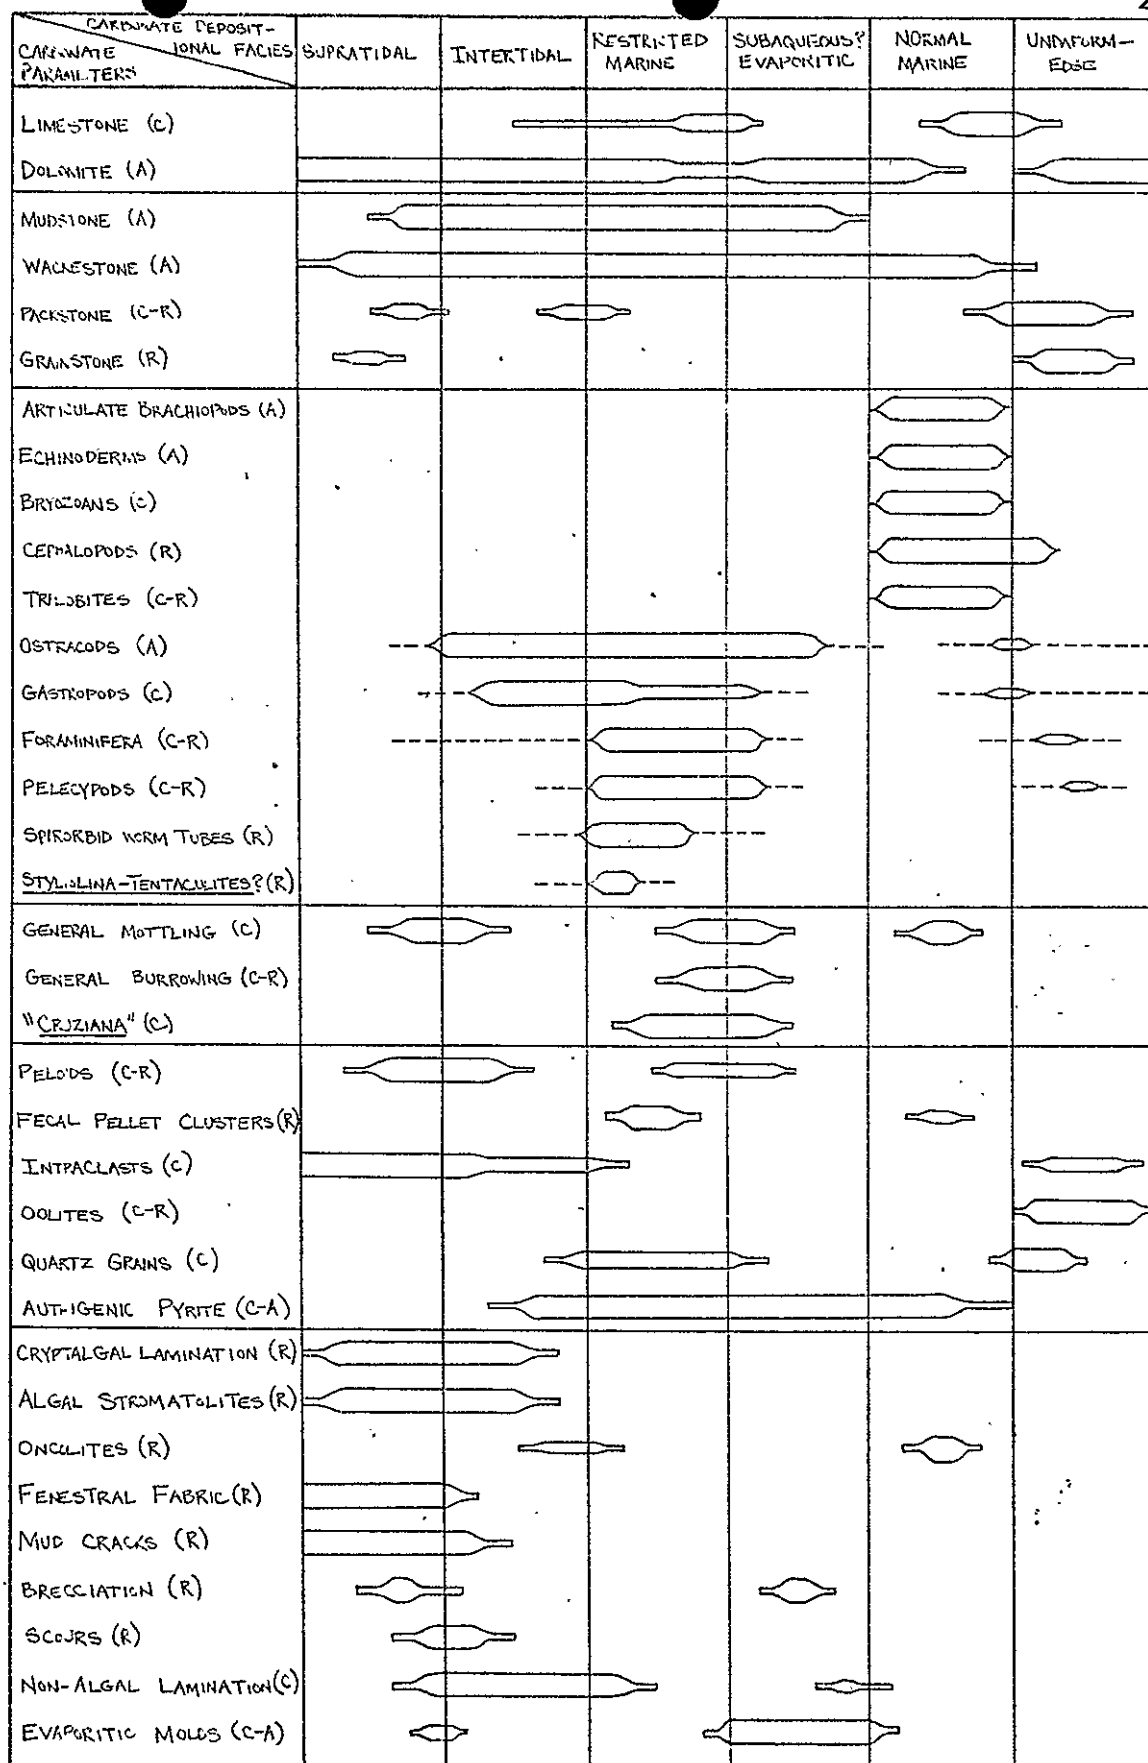 CARBONATE DEPOSIT-
IONAL FACIES
CARBONATE
PARAMETERS
SUPRATIDAL
INTERTIDAL
RESTRICTED
MARINE
SUBAQUEOUS?
EVAPORITIC
NORMAL
MARINE
UNDAFORM-
EDGE
LIMESTONE (C)
DOLOMITE (A)
MUDSTONE (A)
WACKESTONE (A)
PACKSTONE (C-R)
GRAINSTONE (R)
ARTICULATE BRACHIOPODS (A)
ECHINODERMS (A)
BRYOZOANS (C)
CEPHALOPODS (R)
TRILOBITES (C-R)
OSTRACODS (A)
GASTROPODS (C)
FORAMINIFERA (C-R)
PELECYPODS (C-R)
SPIRORBID WORM TUBES (R)
STYLIOLINA-TENTACULITES? (R)
GENERAL MOTTLING (C)
GENERAL BURROWING (C-R)
"CRUZIANA" (C)
PELOIDS (C-R)
FECAL PELLET CLUSTERS (R)
INTRACLASTS (C)
OOLITES (C-R)
QUARTZ GRAINS (C)
AUTHIGENIC PYRITE (C-A)
CRYPTALGAL LAMINATION (R)
ALGAL STROMATOLITES (R)
ONCOLITES (R)
FENESTRAL FABRIC (R)
MUD CRACKS (R)
BRECCIATION (R)
SCOURS (R)
NON-ALGAL LAMINATION (C)
EVAPORITIC MOLDS (C-A)